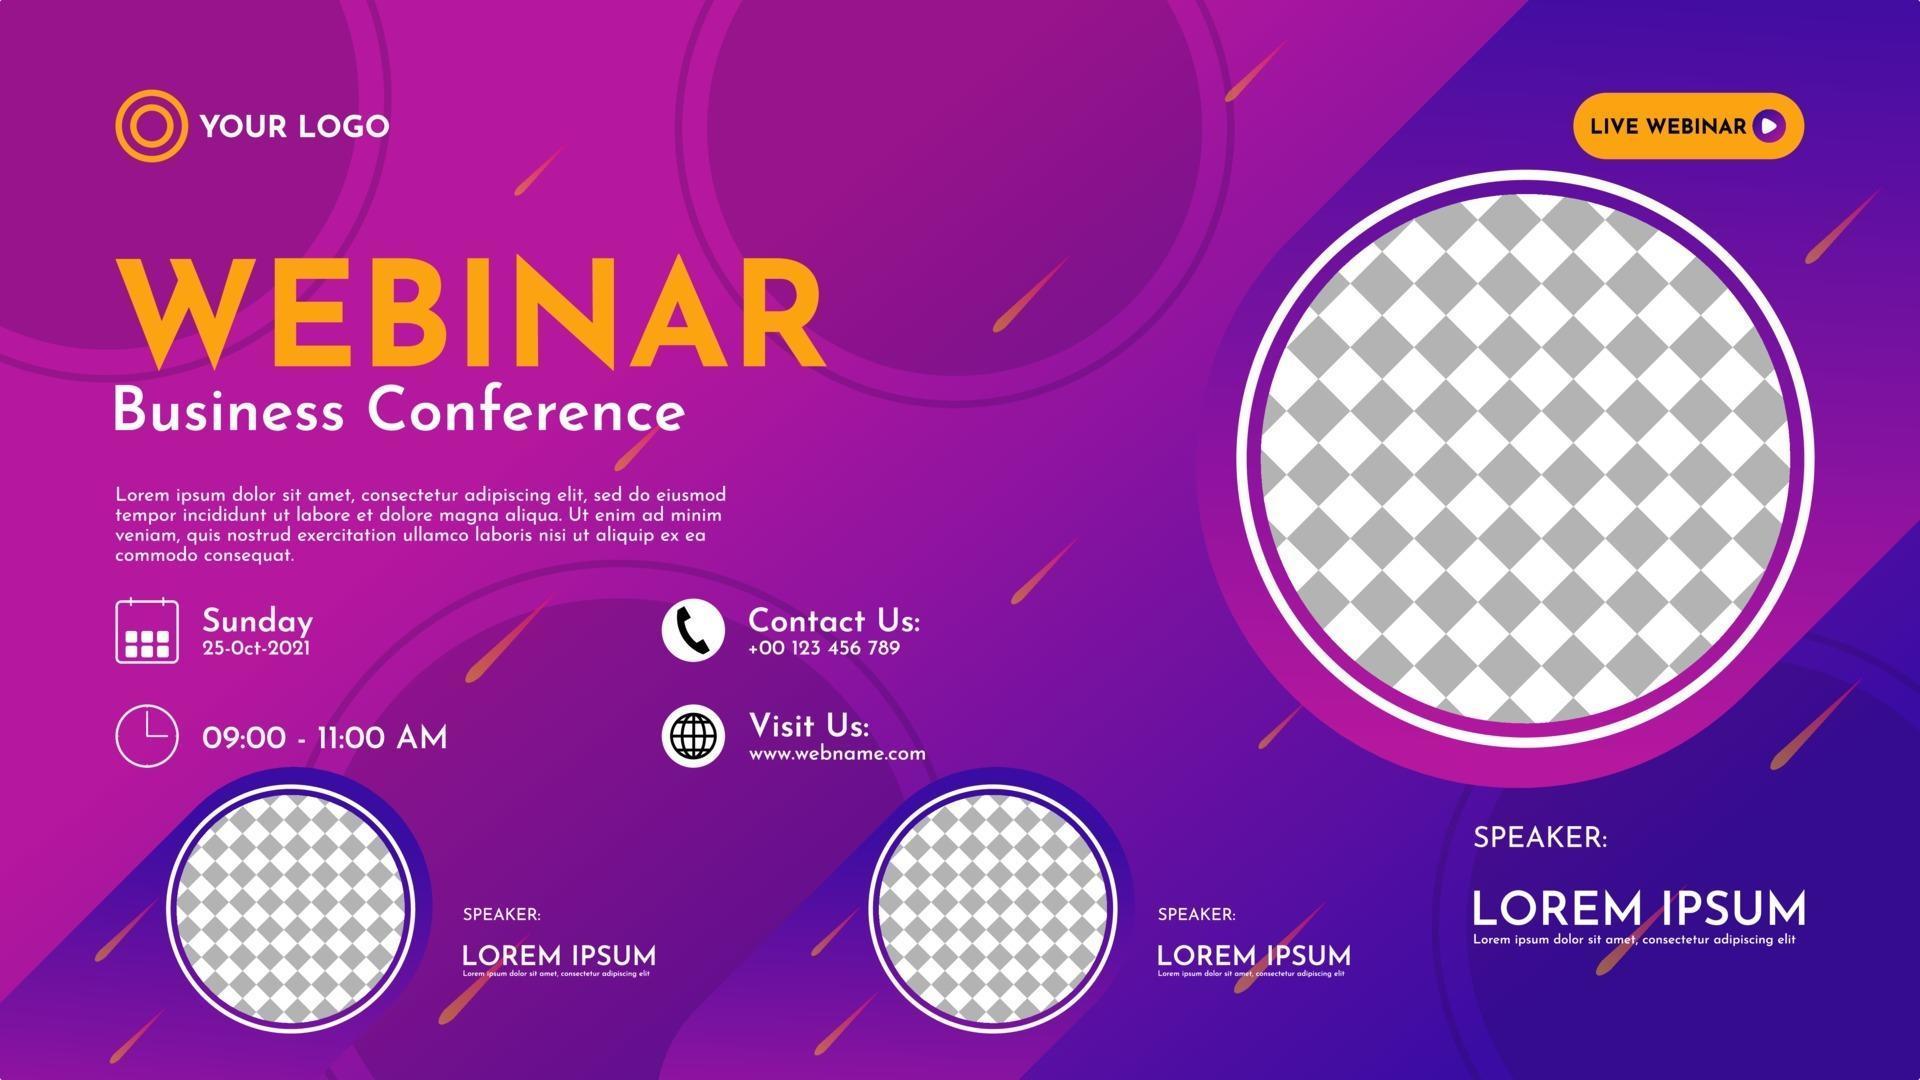 YOUR LOGO
LIVE WEBINAR
WEBINAR
Business Conference
Lorem ipsum dolor sit amet, consectetur adipiscing elit, sed do eiusmod
tempor incididunt ut labore et dolore magna aliqua. Ut enim ad minim
veniam, quis nostrud exercitation ullamco laboris nisi ut aliquip ex ea
commodo consequat.
Sunday
25-0ct-2021
09:00 - 11:00 AM
Contact Us:
+00 123 456 789
Visit Us:
www.webname.com
SPEAKER:
LOREM IPSUM
Lorem ipsum dolor sit amet, consectetur adipiscing elit
SPEAKER:
LOREM IPSUM
Lorem ipsum dolor sit amet, consectetur adipiscing elit
SPEAKER:
LOREM IPSUM
Lorem ipsum dolor sit amet, consectetur adipiscing elit